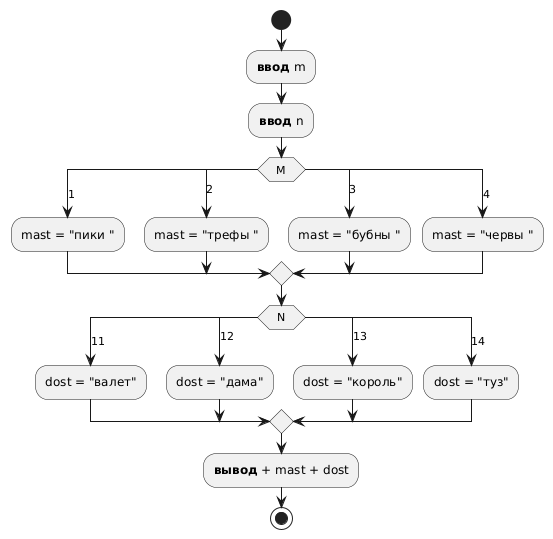 ввод m
ввод n
M
1
2
3
4
mast = "пики "
mast = "трефы "
mast = "бубны "
mast = "червы "
N
11
12
13
14
dost = "валет"
dost = "дама"
dost = "король"
dost = "туз"
вывод + mast + dost